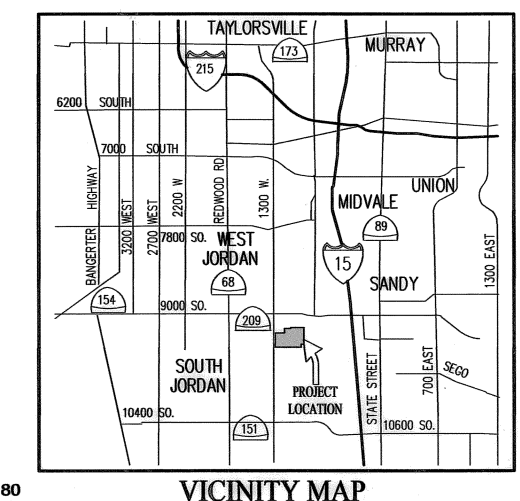 TAYLORSVILLE
173
MURRAY
215
6200 SOUTH
7000 SOUTH
BANGERTER HIGHWAY
3200 WEST
2700 WEST
2200 W
REDWOOD RD
1300 W.
UNION
MIDVALE
89
7800 SO.
WEST
JORDAN
15
1300 EAST
68
SANDY
154
9000 SO.
209
SOUTH
JORDAN
PROJECT
LOCATION
STATE STREET
700 EAST
SEGO
10400 SO.
151
10600 SO.
80
VICINITY MAP